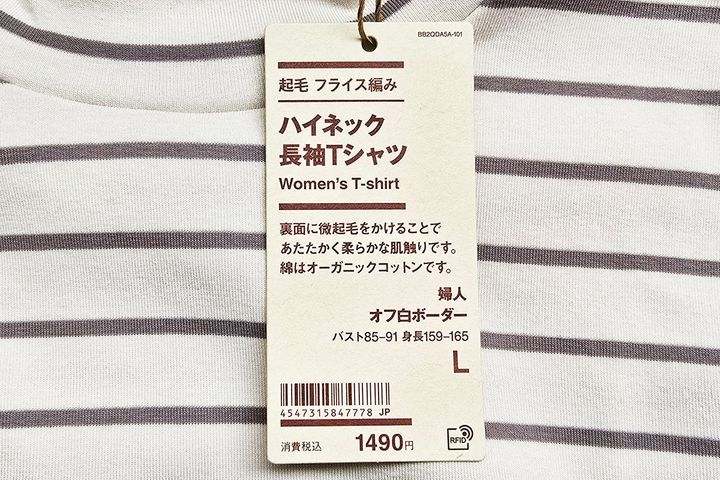 BB2QDA5A-101
起毛 フライス編み
ハイネック
長袖Tシャツ
Women's T-shirt
裏面に微起毛をかけることで
あたたかく柔らかな肌触りです。
綿はオーガニックコットンです。
婦人
オフ白ボーダー
バスト85-91 身長159-165
L
4547315847778 JP
消費税込 1490円
RFID